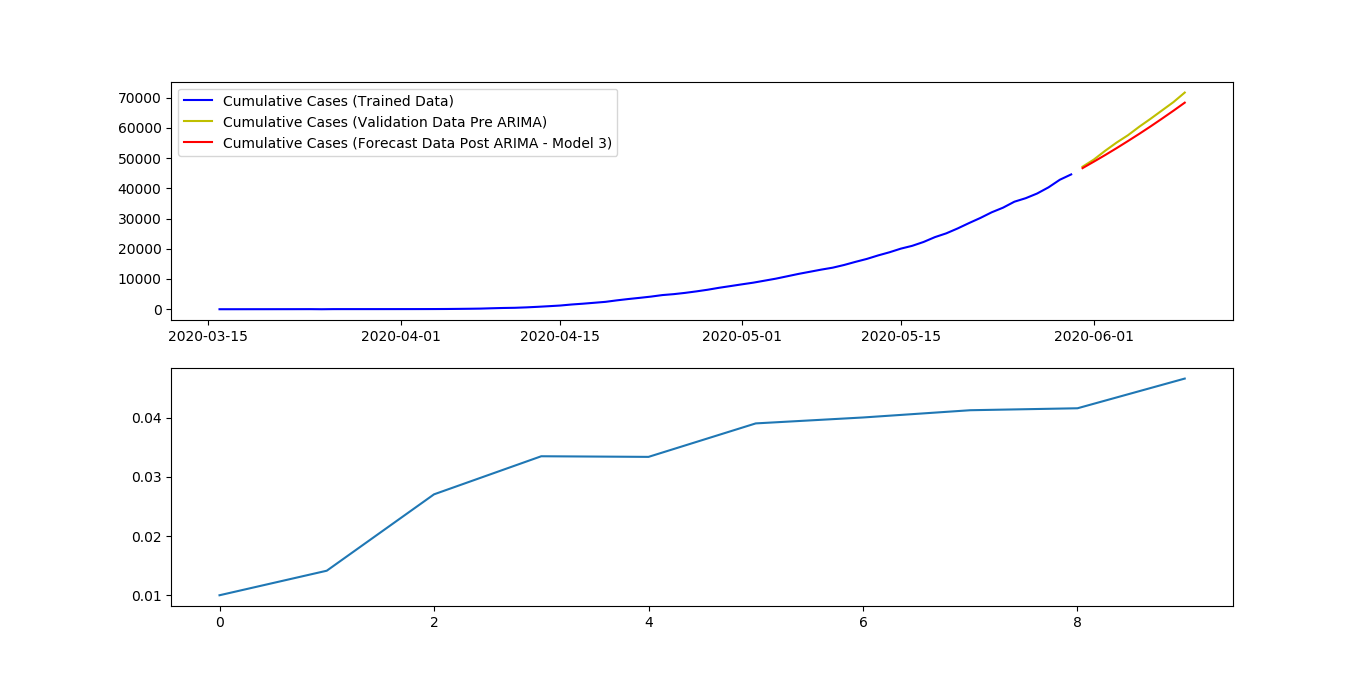 70000
60000
50000
40000
30000
20000
10000
0
Cumulative Cases (Trained Data)
Cumulative Cases (Validation Data Pre ARIMA)
Cumulative Cases (Forecast Data Post ARIMA - Model 3)
2020-03-15 2020-04-01 2020-04-15 2020-05-01 2020-05-15 2020-06-01
0.04
0.03
0.02
0.01
0 2 4 6 8